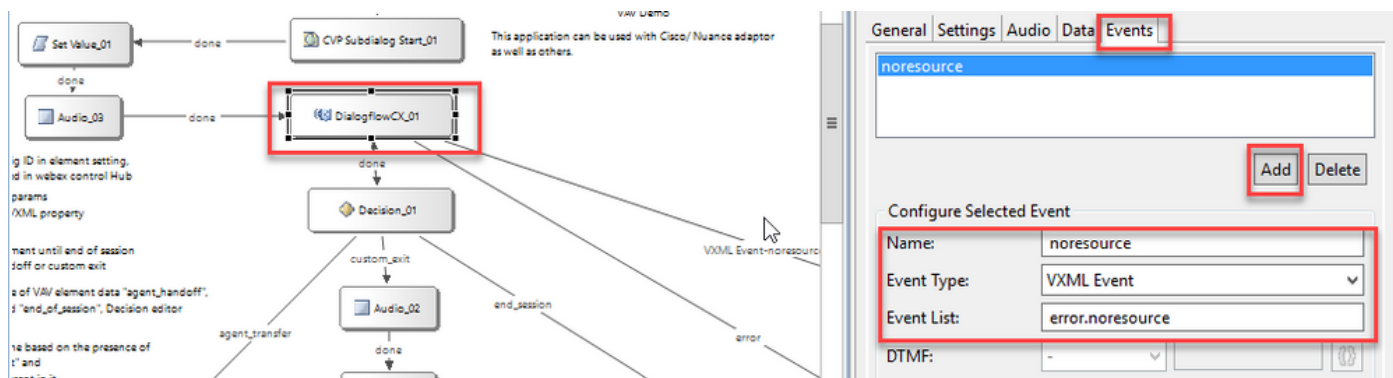 VAV Demo
This application can be used with Cisco/ Nuance adaptor
as well as others.
Set Value_01
done
CVP Subdialog Start_01
done
Audio_03
done
DialogflowCX_01
done
Decision_01
custom_exit
Audio_02
done
agent_transfer
end_session
error
VXML Event-noresourc
g ID in element setting,
d in webex control Hub
params
VXML property
ment until end of session
doff or custom exit
e of VAV element data "agent_handoff",
d "end_of_session", Decision editor
ne based on the presence of
t" and
General
Settings
Audio
Data
Events
noresource
Add
Delete
Configure Selected Event
Name:
noresource
Event Type:
VXML Event
Event List:
error.noresource
DTMF:
-